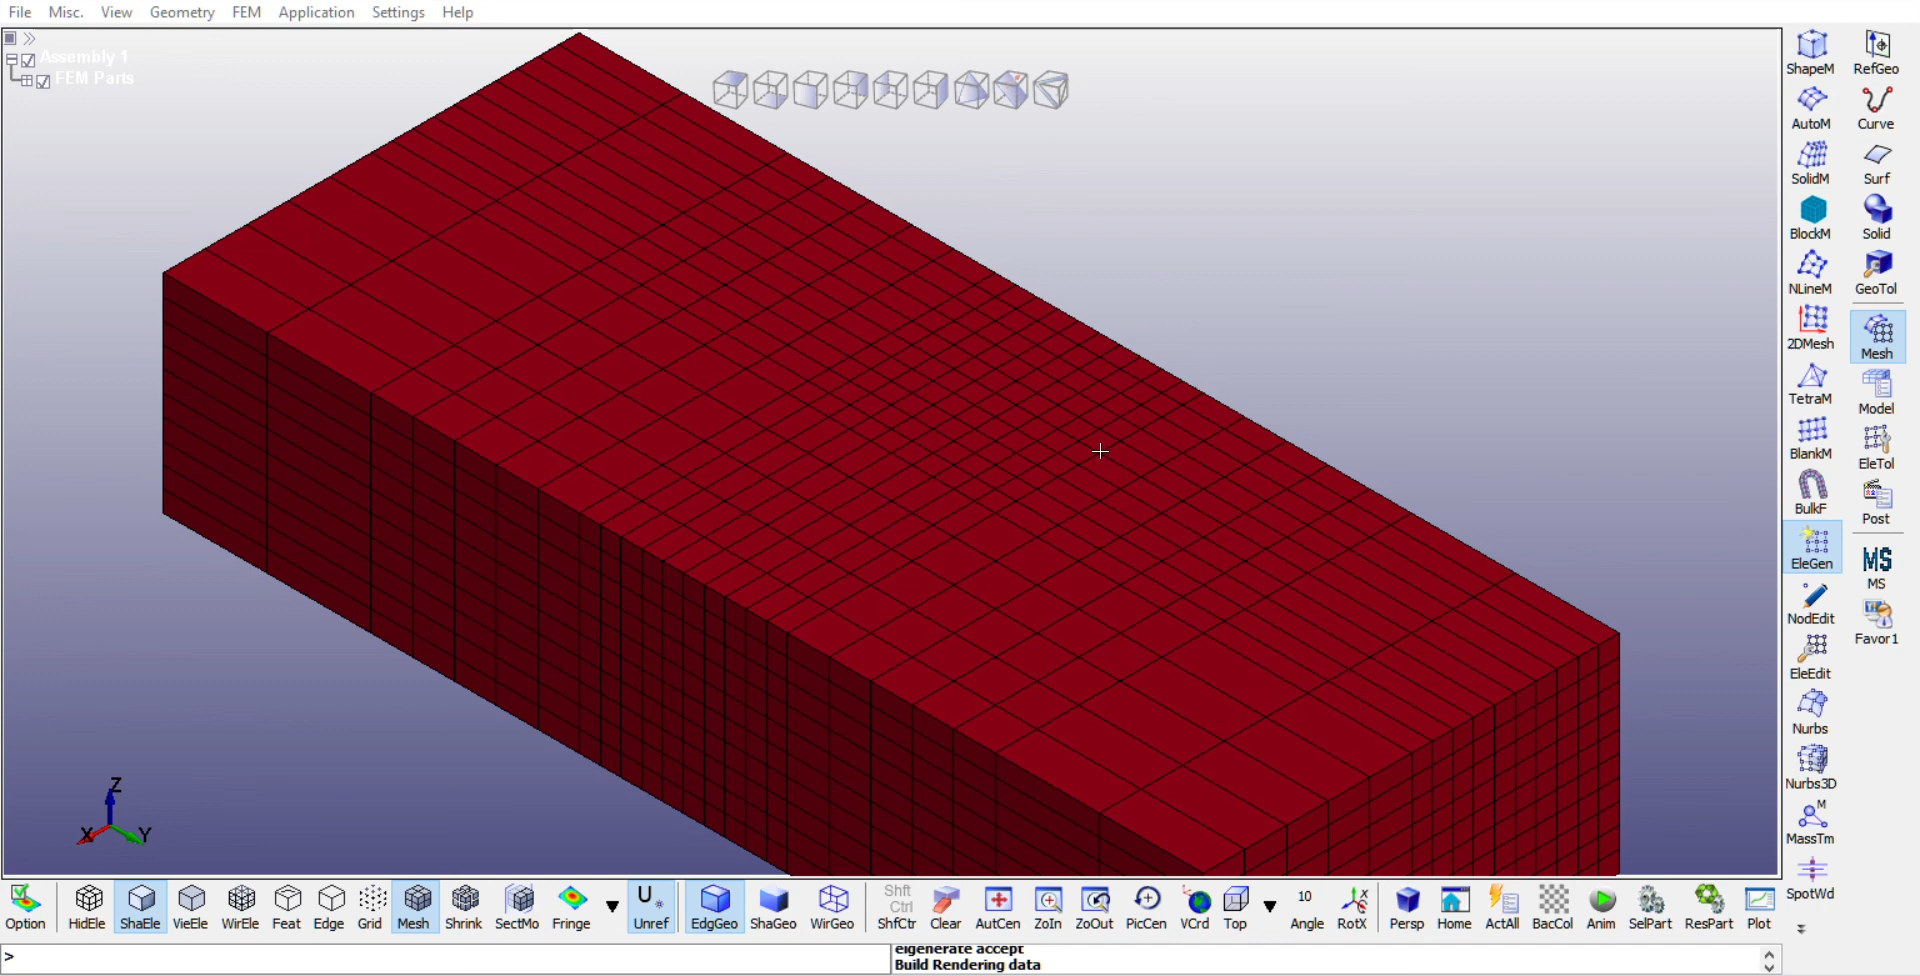 File Misc. View Geometry FEM Application Settings Help
Assembly 1
FEM Parts
ShapeM RefGeo
AutoM Curve
SolidM Surf
BlockM Solid
NLineM GeoTol
2DMesh Mesh
TetraM Model
BlankM EleTol
BulkF Post
EleGen MS
MS
NodEdit Favor1
EleEdit
Nurbs
Nurbs3D
M
MassTm
SpotWd
Z
X Y
Option HidEle ShaEle VieEle WirEle Feat Edge Grid Mesh Shrink SectMo Fringe U Unref EdgGeo ShaGeo WirGeo Shft Ctrl ShfCtr Clear AutCen ZoIn ZoOut PicCen VCrd Top 10 Angle RotX Persp Home ActAll BacCol Anim SelPart ResPart Plot
>
eigenerate accept
Build Rendering data